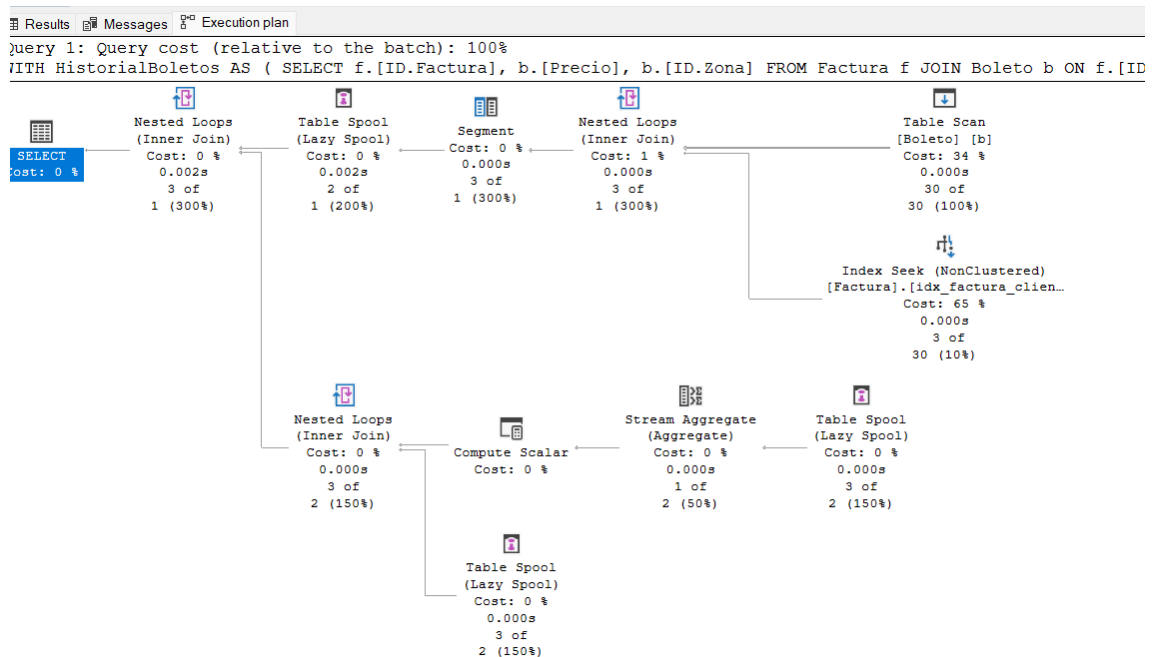 Results Messages Execution plan
Query 1: Query cost (relative to the batch): 100%
WITH HistorialBoletos AS ( SELECT f.[ID.Factura], b.[Precio], b.[ID.Zona] FROM Factura f JOIN Boleto b ON f.[ID
SELECT
Cost: 0 %
Nested Loops
(Inner Join)
Cost: 0 %
0.002s
3 of
1 (300%)
Table Spool
(Lazy Spool)
Cost: 0 %
0.002s
2 of
1 (200%)
Segment
Cost: 0 %
0.000s
3 of
1 (300%)
Nested Loops
(Inner Join)
Cost: 1 %
0.000s
3 of
1 (300%)
Table Scan
[Boleto] [b]
Cost: 34 %
0.000s
30 of
30 (100%)
Index Seek (NonClustered)
[Factura].[idx_factura_clien…
Cost: 65 %
0.000s
3 of
30 (10%)
Nested Loops
(Inner Join)
Cost: 0 %
0.000s
3 of
2 (150%)
Compute Scalar
Cost: 0 %
Stream Aggregate
(Aggregate)
Cost: 0 %
0.000s
1 of
2 (50%)
Table Spool
(Lazy Spool)
Cost: 0 %
0.000s
3 of
2 (150%)
Table Spool
(Lazy Spool)
Cost: 0 %
0.000s
3 of
2 (150%)